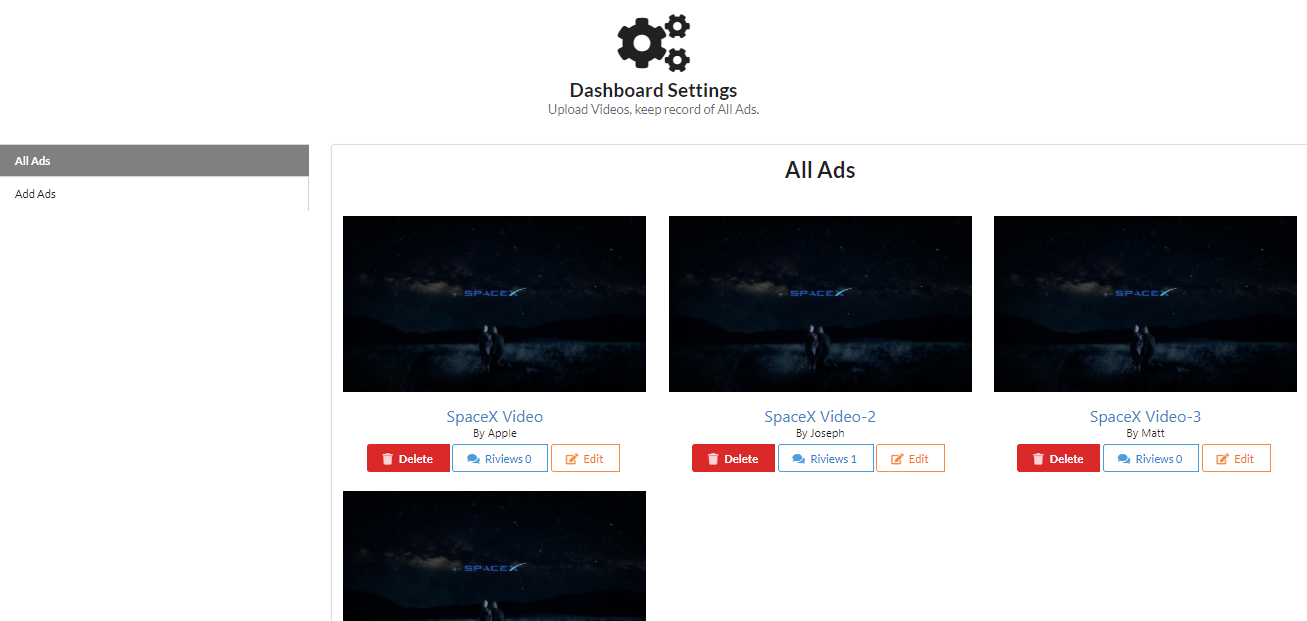 Dashboard Settings
Upload Videos, keep record of All Ads.
All Ads
Add Ads
All Ads
SPACEX
SPACEX
SPACEX
SpaceX Video
SpaceX Video-2
SpaceX Video-3
By Apple
By Joseph
By Matt
Delete
Riviews 0
Edit
Delete
Riviews 1
Edit
Delete
Riviews 0
Edit
SPACEX